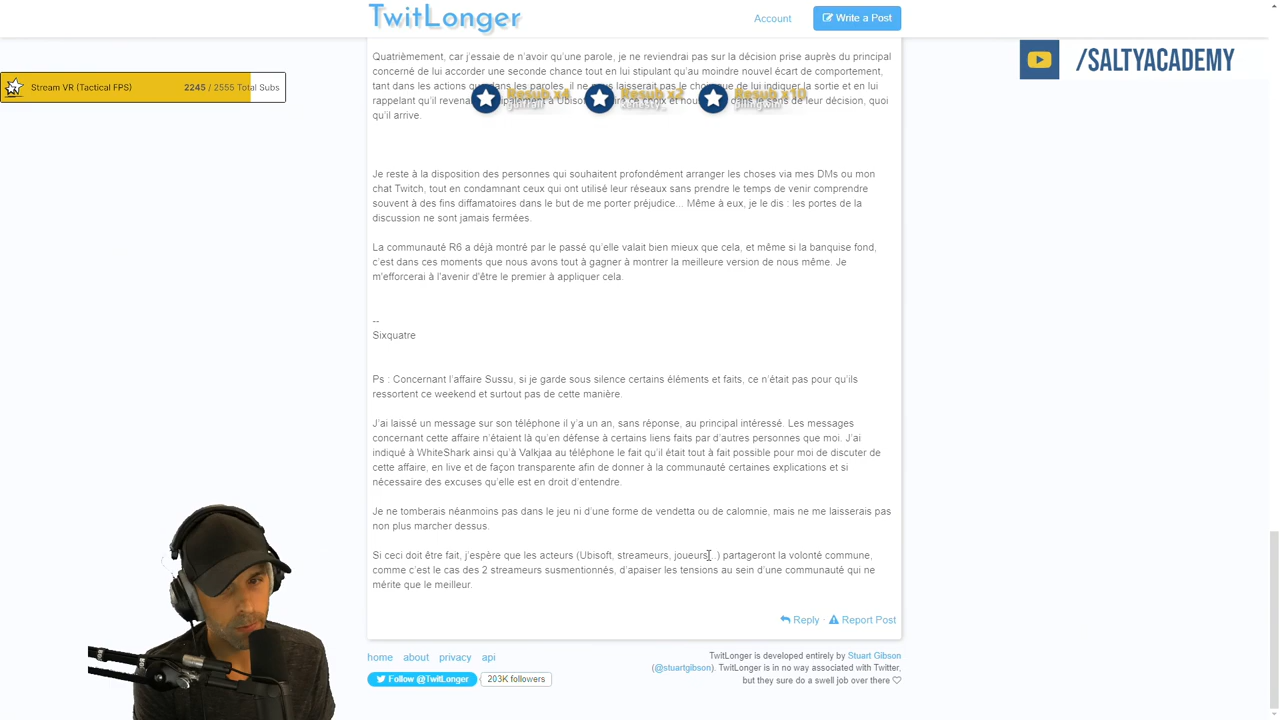 TwitLonger
Account
Write a Post
/SALTYACADEMY
Stream VR (Tactical FPS)
2245 / 2555 Total Subs
Quatrièmement, car j'essaie de n'avoir qu'une parole, je ne reviendrai pas sur la décision prise auprès du principal
concerné de lui accorder une seconde chance tout en lui stipulant qu'au moindre nouvel écart de comportement,
tant dans les actions que dans les paroles, il ne nous laisserait pas le choix que de lui indiquer la sortie et en lui
rappelant qu'il revenait à Ubisoft ce choix et nous dans le sens de leur décision, quoi
qu'il arrive.
Resub x4
Resub x2
Resub x10
Je reste à la disposition des personnes qui souhaitent profondément arranger les choses via mes DMs ou mon
chat Twitch, tout en condamnant ceux qui ont utilisé leur réseaux sans prendre le temps de venir comprendre
souvent à des fins diffamatoires dans le but de me porter préjudice... Même à eux, je le dis : les portes de la
discussion ne sont jamais fermées.
La communauté R6 a déjà montré par le passé qu'elle valait bien mieux que cela, et même si la banquise fond,
c'est dans ces moments que nous avons tout à gagner à montrer la meilleure version de nous même. Je
m'efforcerai à l'avenir d'être le premier à appliquer cela.
--
Sixquatre
Ps : Concernant l'affaire Sussu, si je garde sous silence certains éléments et faits, ce n'était pas pour qu'ils
ressortent ce weekend et surtout pas de cette manière.
J'ai laissé un message sur son téléphone il y'a un an, sans réponse, au principal intéressé. Les messages
concernant cette affaire n'étaient là qu'en défense à certains liens faits par d'autres personnes que moi. J'ai
indiqué à WhiteShark ainsi qu'à Valkjaa au téléphone le fait qu'il était tout à fait possible pour moi de discuter de
cette affaire, en live et de façon transparente afin de donner à la communauté certaines explications et si
nécessaire des excuses qu'elle est en droit d'entendre.
Je ne tomberais néanmoins pas dans le jeu ni d'une forme de vendetta ou de calomnie, mais ne me laisserais pas
non plus marcher dessus.
Si ceci doit être fait, j'espère que les acteurs (Ubisoft, streameurs, joueurs...) partageront la volonté commune,
comme c'est le cas des 2 streameurs susmentionnés, d'apaiser les tensions au sein d'une communauté qui ne
mérite que le meilleur.
Reply · Report Post
home about privacy api
Follow @TwitLonger
203K followers
TwitLonger is developed entirely by Stuart Gibson
(@stuartgibson). TwitLonger is in no way associated with Twitter,
but they sure do a swell job over there